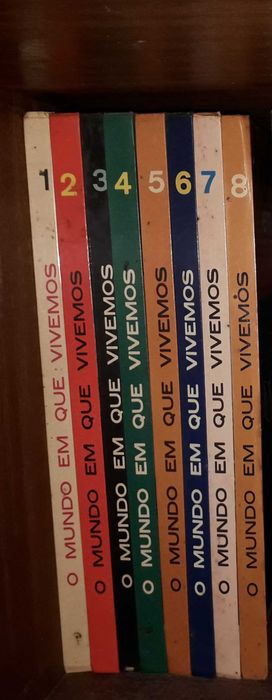 1 O MUNDO EM QUE VIVEMOS
2 O MUNDO EM QUE VIVEMOS
3 O MUNDO EM QUE VIVEMOS
4 O MUNDO EM QUE VIVEMOS
5 O MUNDO EM QUE VIVEMOS
6 O MUNDO EM QUE VIVEMOS
7 O MUNDO EM QUE VIVEMOS
8 O MUNDO EM QUE VIVEMOS